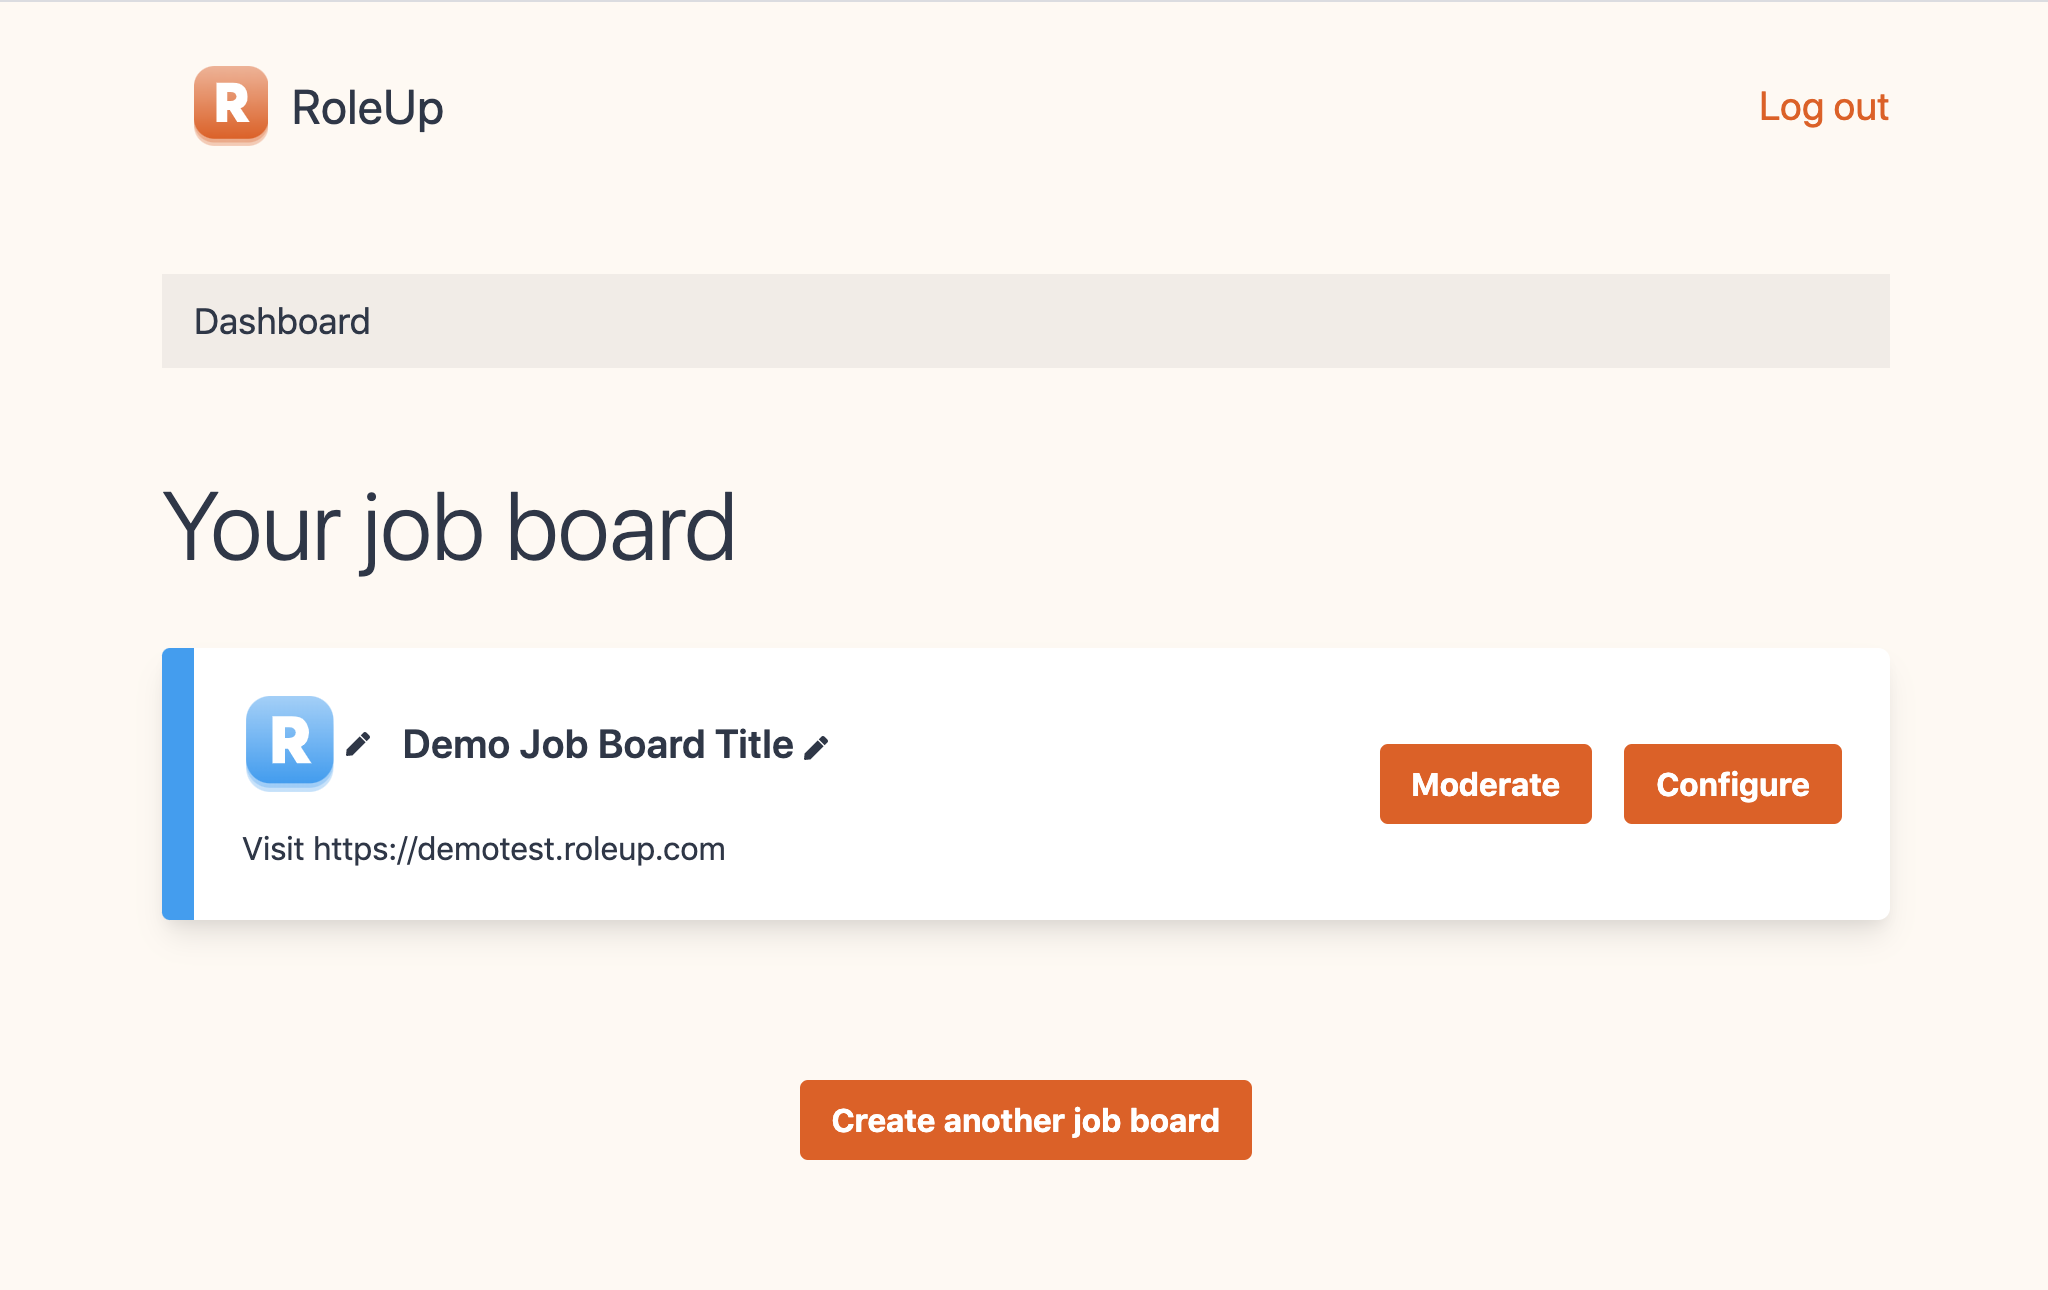 R RoleUp
Log out
Dashboard
Your job board
R Demo Job Board Title
Moderate
Configure
Visit https://demotest.roleup.com
Create another job board